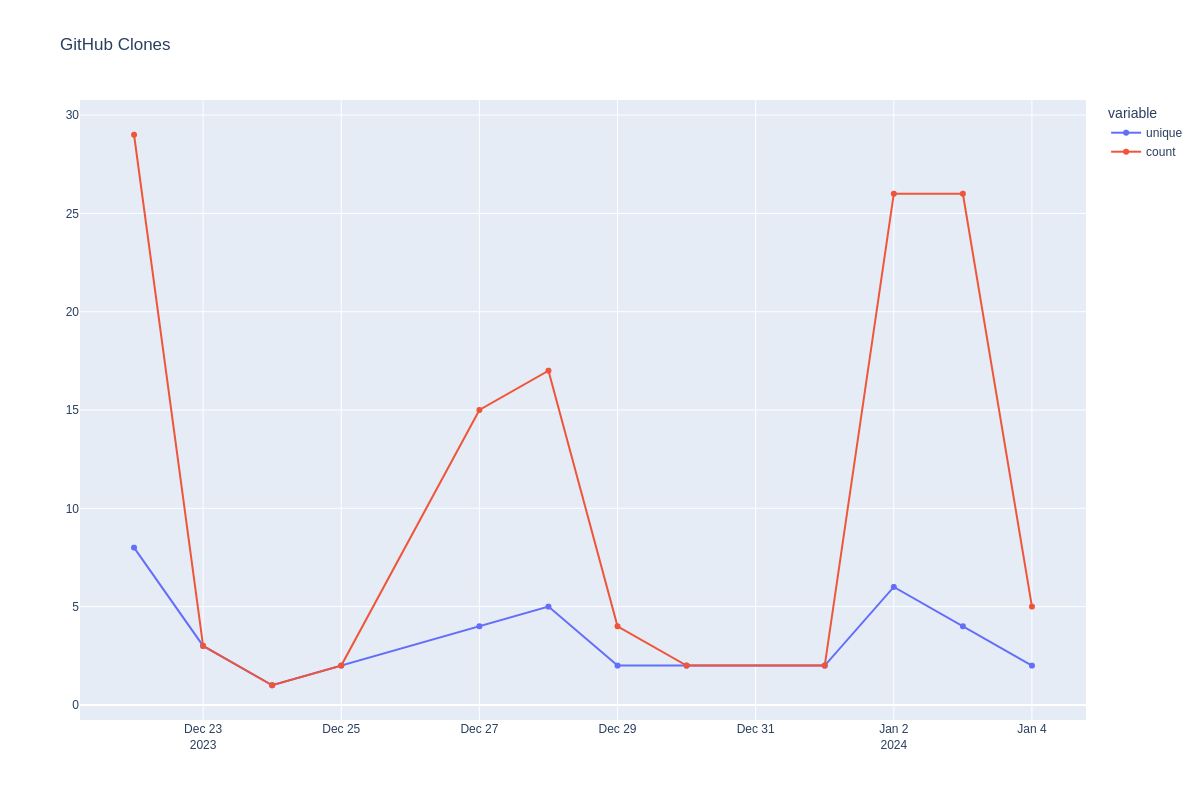 GitHub Clones
variable
unique
count
30
25
20
15
10
5
0
Dec 23
2023
Dec 25
Dec 27
Dec 29
Dec 31
Jan 2
2024
Jan 4